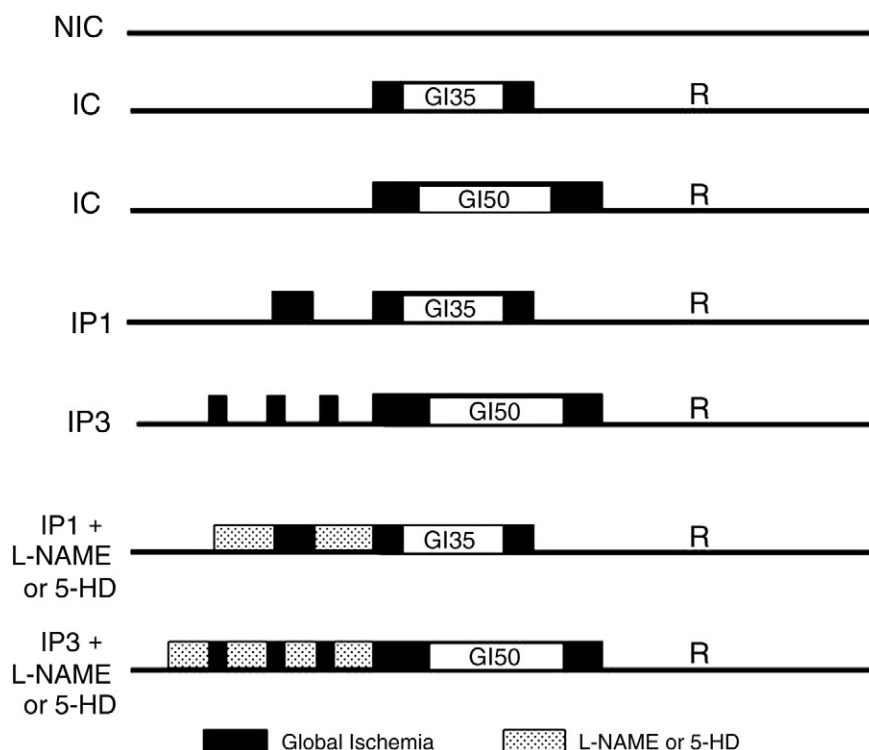 NIC
IC GI35 R
IC GI50 R
IP1 GI35 R
IP3 GI50 R
IP1 +
L-NAME
or 5-HD
GI35 R
IP3 +
L-NAME
or 5-HD
GI50 R
Global Ischemia L-NAME or 5-HD